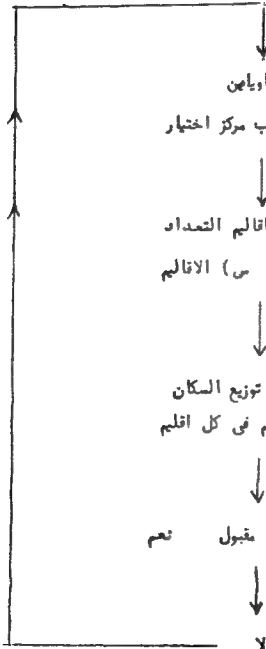 اوياهن
ب مركز اختيار
اقاليم التعداد
س) الاقاليم
توزيع السكان
م فى كل اقليم
مقبول نعم
لا